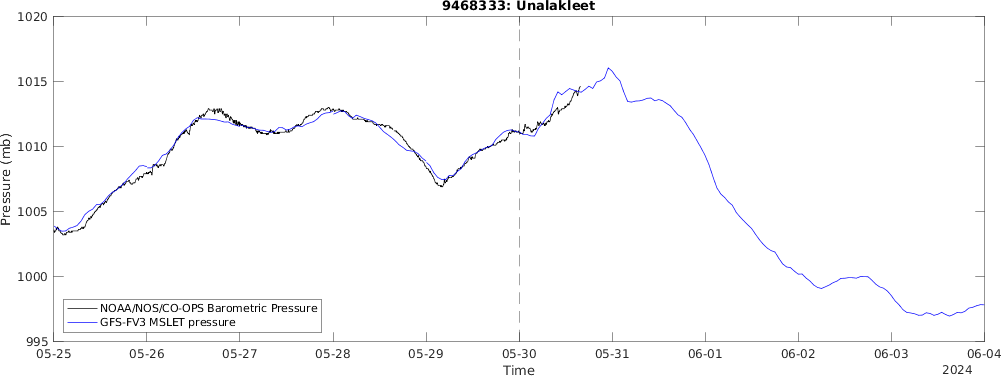 9468333: Unalakleet
1020
1015
1010
1005
1000
995
Pressure (mb)
NOAA/NOS/CO-OPS Barometric Pressure
GFS-FV3 MSLET pressure
05-25 05-26 05-27 05-28 05-29 05-30 05-31 06-01 06-02 06-03 06-04
Time
2024